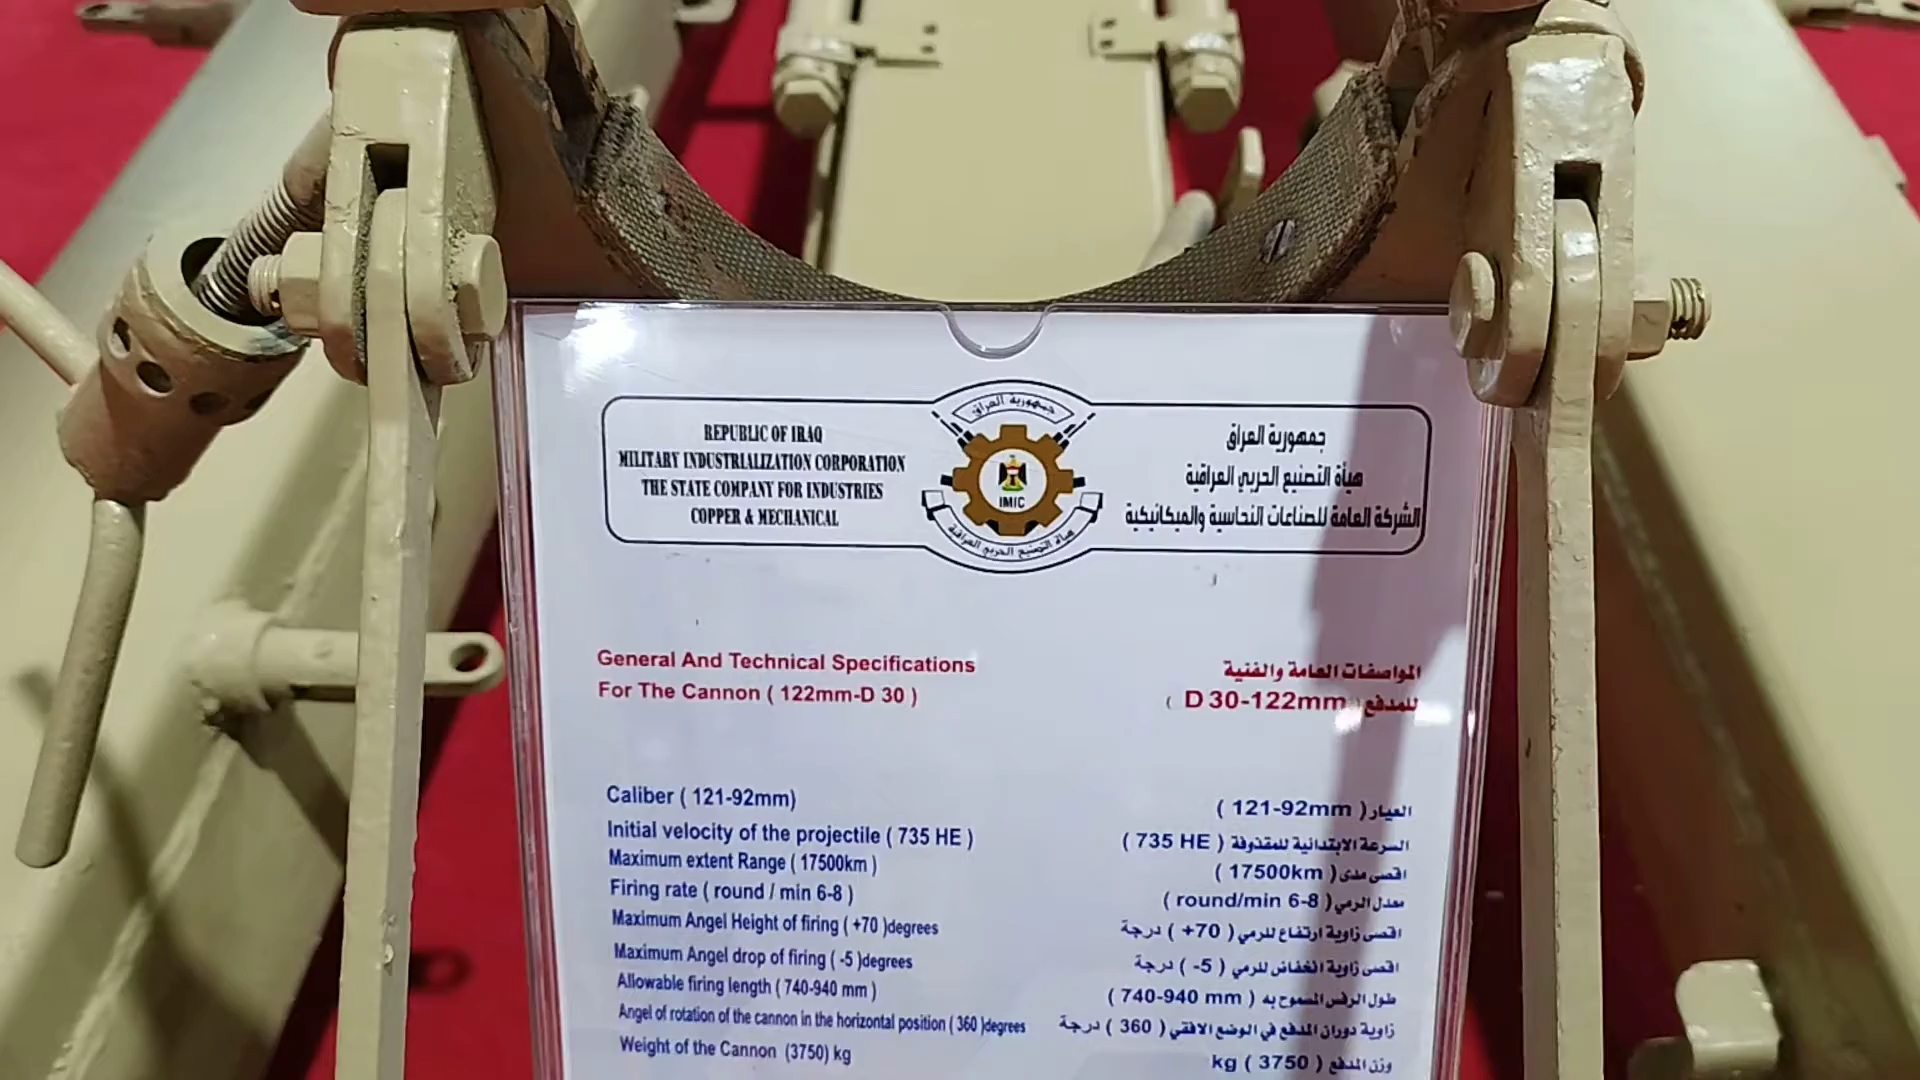 REPUBLIC OF IRAQ
MILITARY INDUSTRIALIZATION CORPORATION
THE STATE COMPANY FOR INDUSTRIES
COPPER & MECHANICAL
جمهورية العراق
IMIC
هيأة التصنيع الحربي العراقية
جمهورية العراق
هيأة التصنيع الحربي العراقية
الشركة العامة للصناعات النحاسية والميكانيكية
General And Technical Specifications
For The Cannon ( 122mm-D 30 )
المواصفات العامة والفنية
للمدفع ( D 30-122mm )
Caliber ( 121-92mm)
Initial velocity of the projectile ( 735 HE )
Maximum extent Range ( 17500km )
Firing rate ( round / min 6-8 )
Maximum Angel Height of firing ( +70 )degrees
Maximum Angel drop of firing ( -5 )degrees
Allowable firing length ( 740-940 mm )
Angel of rotation of the cannon in the horizontal position ( 360 )degrees
Weight of the Cannon (3750) kg
العيار ( 121-92mm )
السرعة الابتدائية للمقذوفة ( 735 HE )
اقصى مدى ( 17500km )
معدل الرمي ( round/min 6-8 )
اقصى زاوية ارتفاع للرمي ( +70 ) درجة
اقصى زاوية انخفاض للرمي ( -5 ) درجة
طول الرفس المسموح به ( 740-940 mm )
زاوية دوران المدفع في الوضع الافقي ( 360 ) درجة
وزن المدفع ( 3750 ) kg